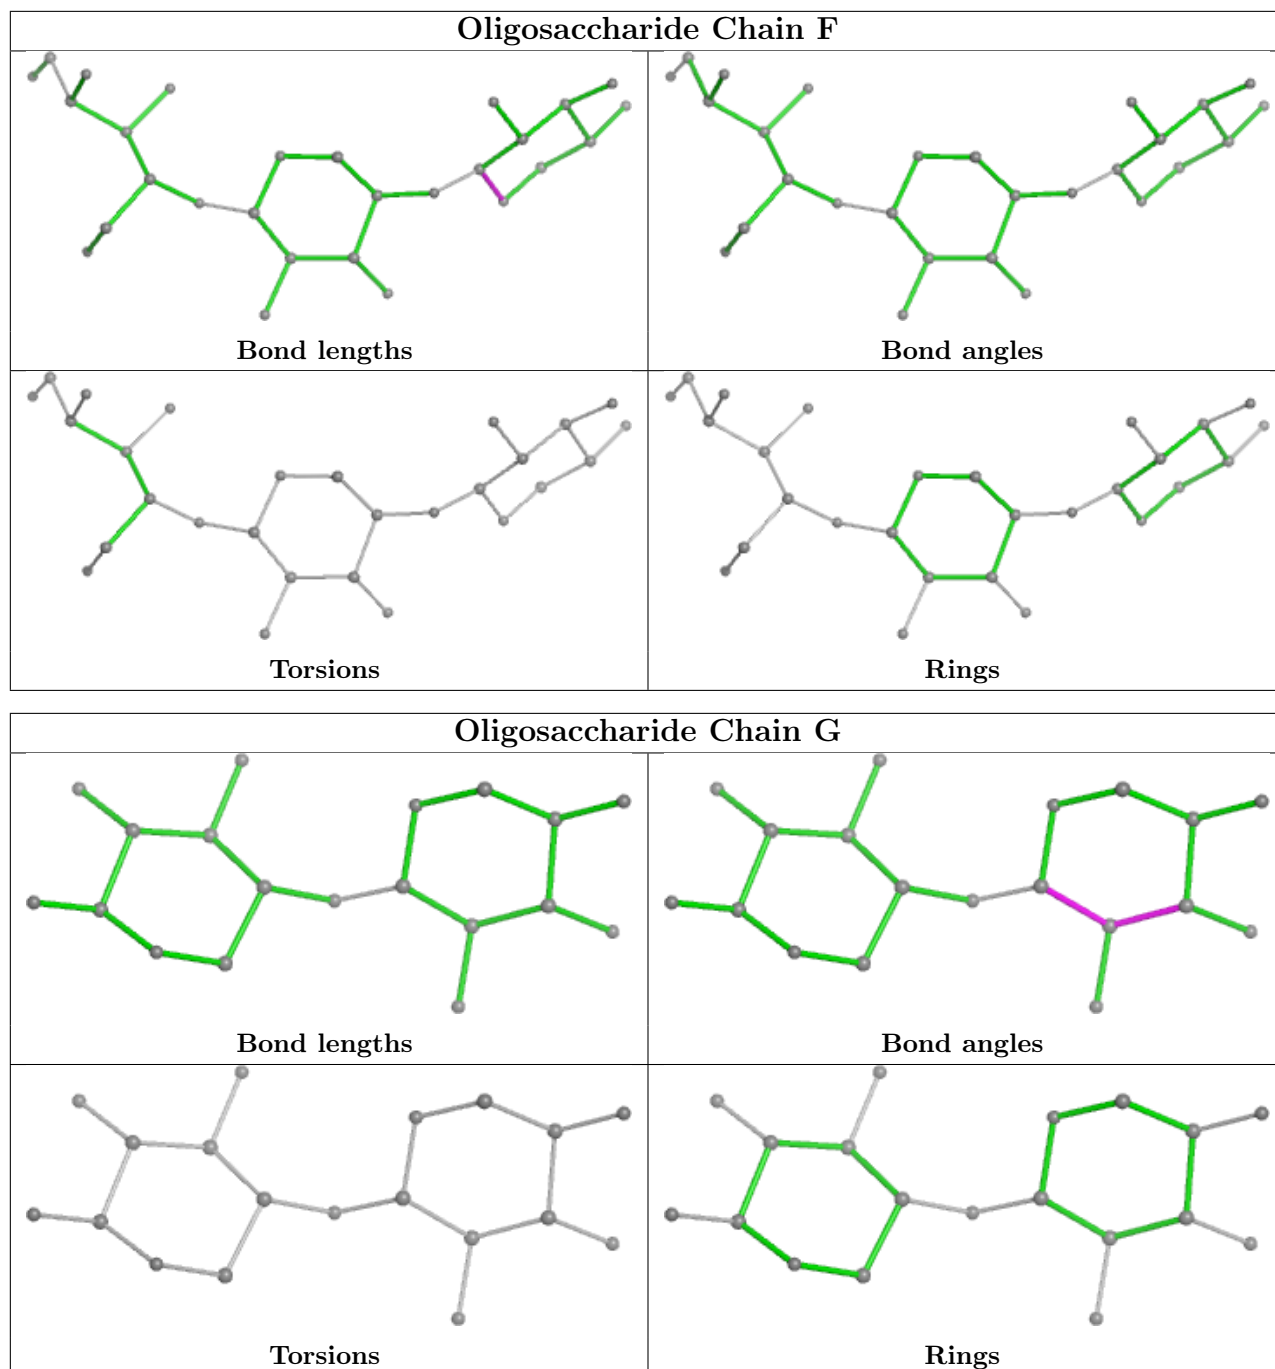 Oligosaccharide Chain F
Bond lengths
Bond angles
Torsions
Rings
Oligosaccharide Chain G
Bond lengths
Bond angles
Torsions
Rings